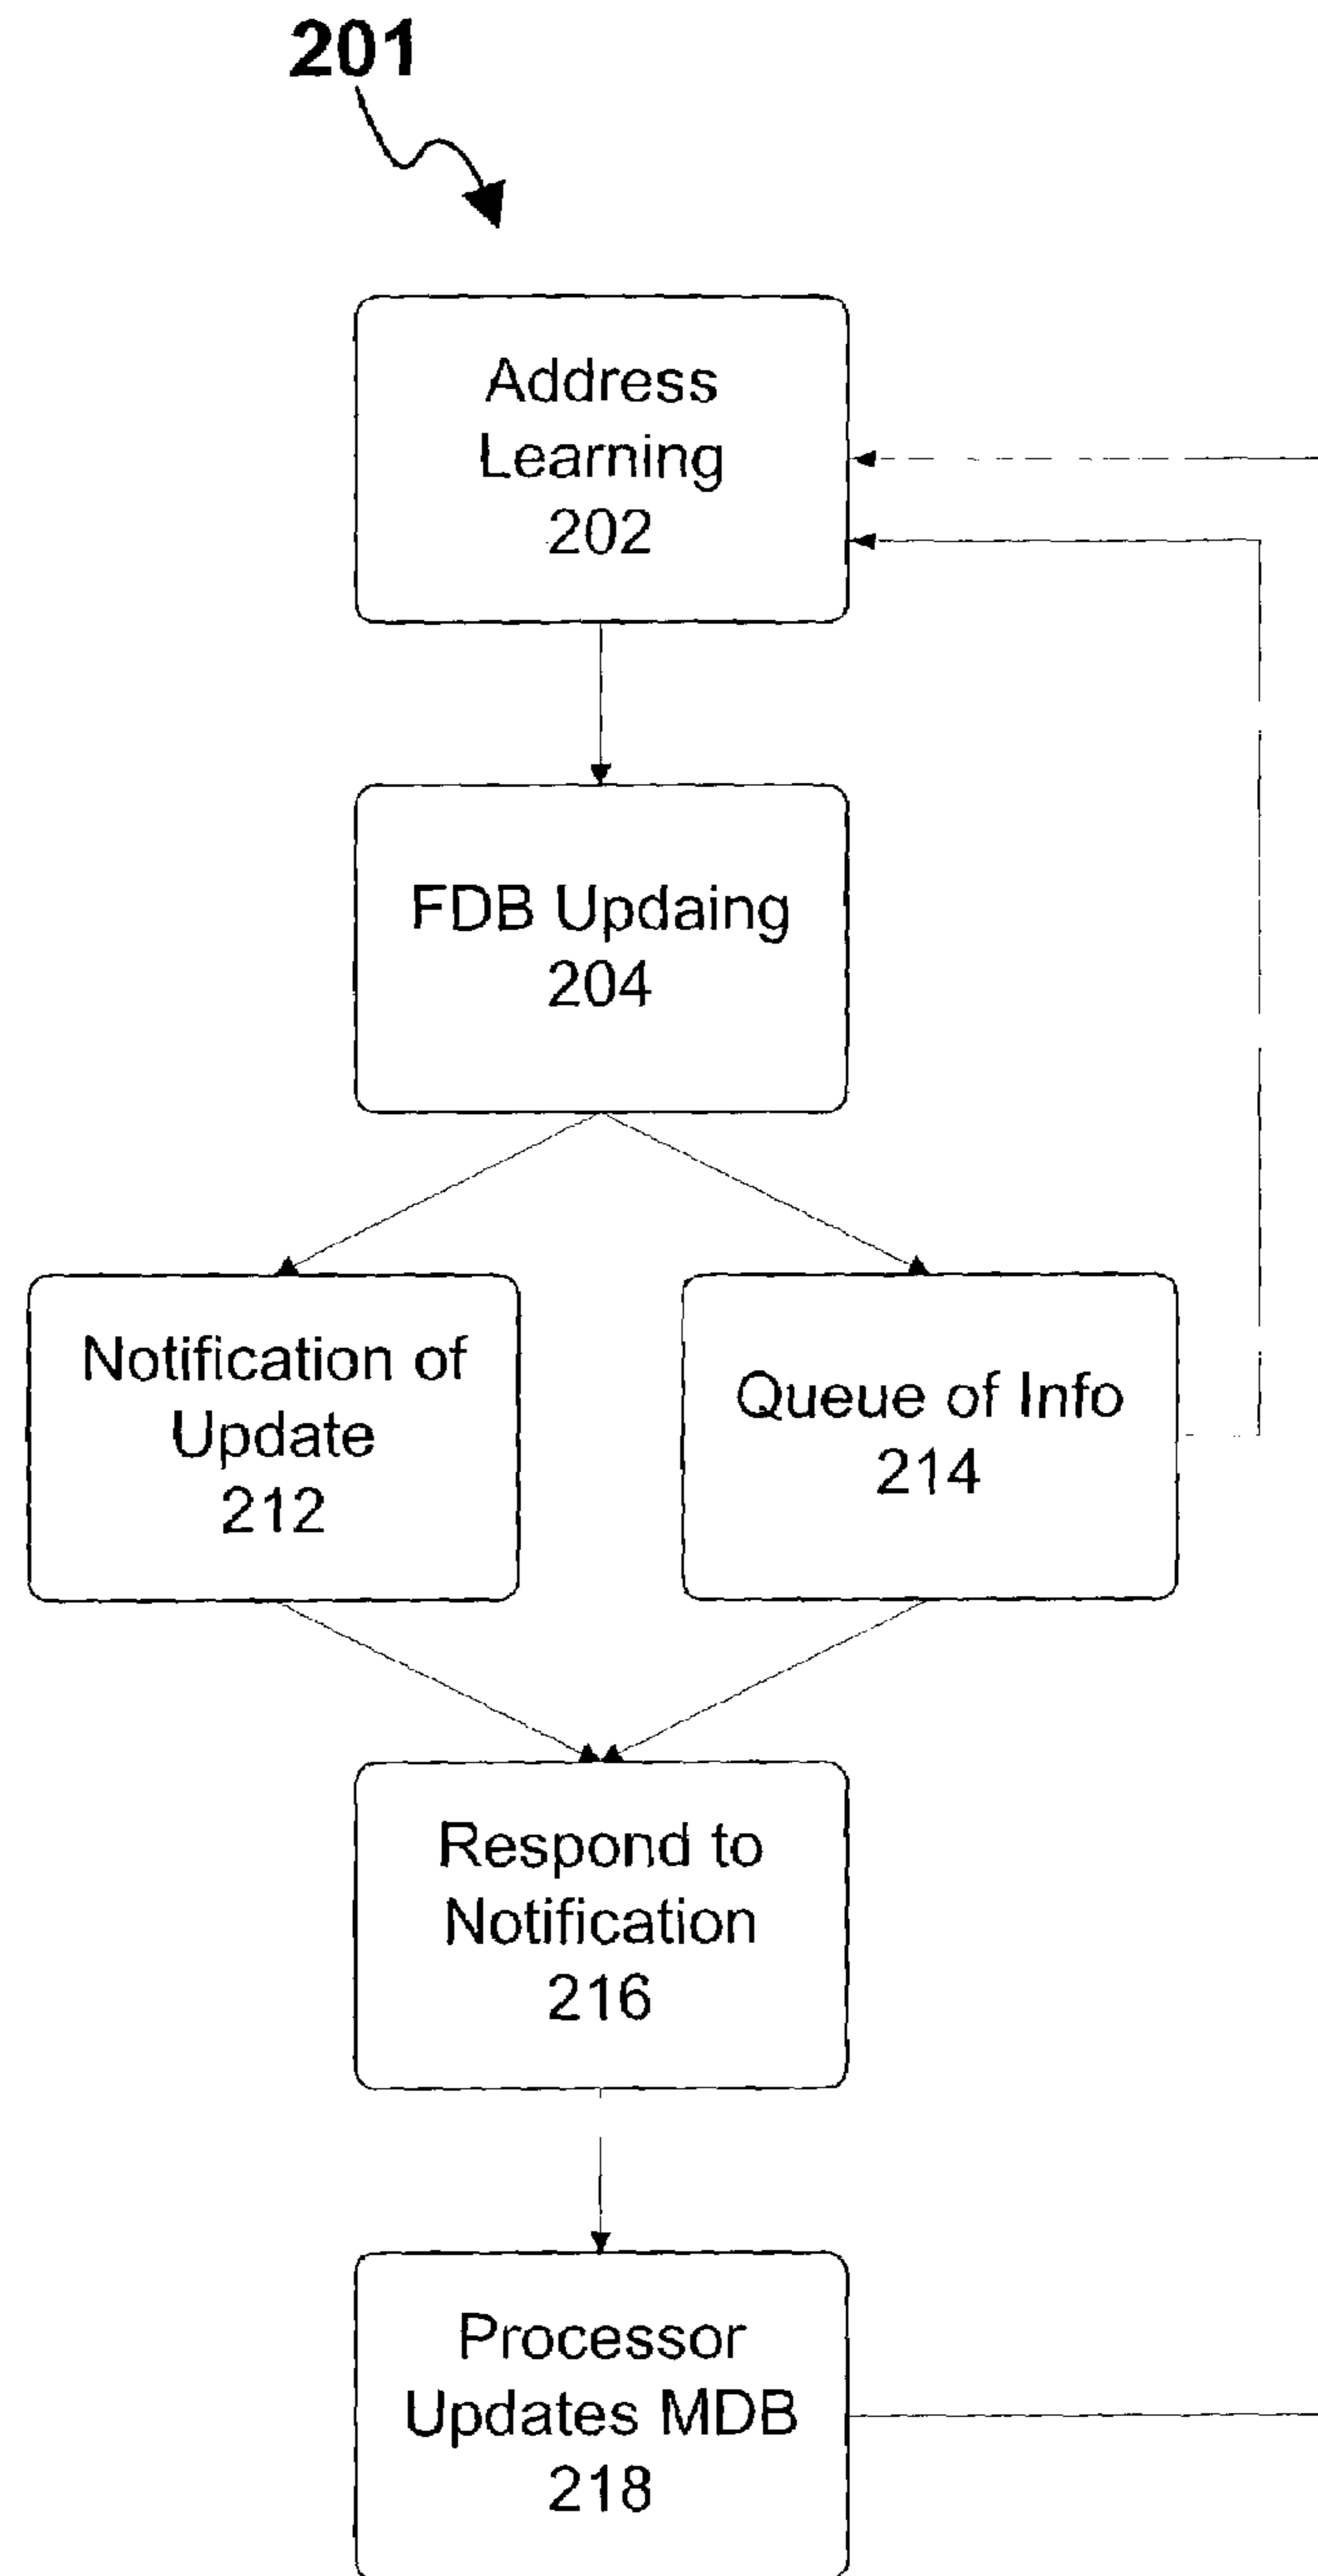 201
Address
Learning
202
FDB Updaing
204
Notification of
Update
212
Queue of Info
214
Respond to
Notification
216
Processor
Updates MDB
218